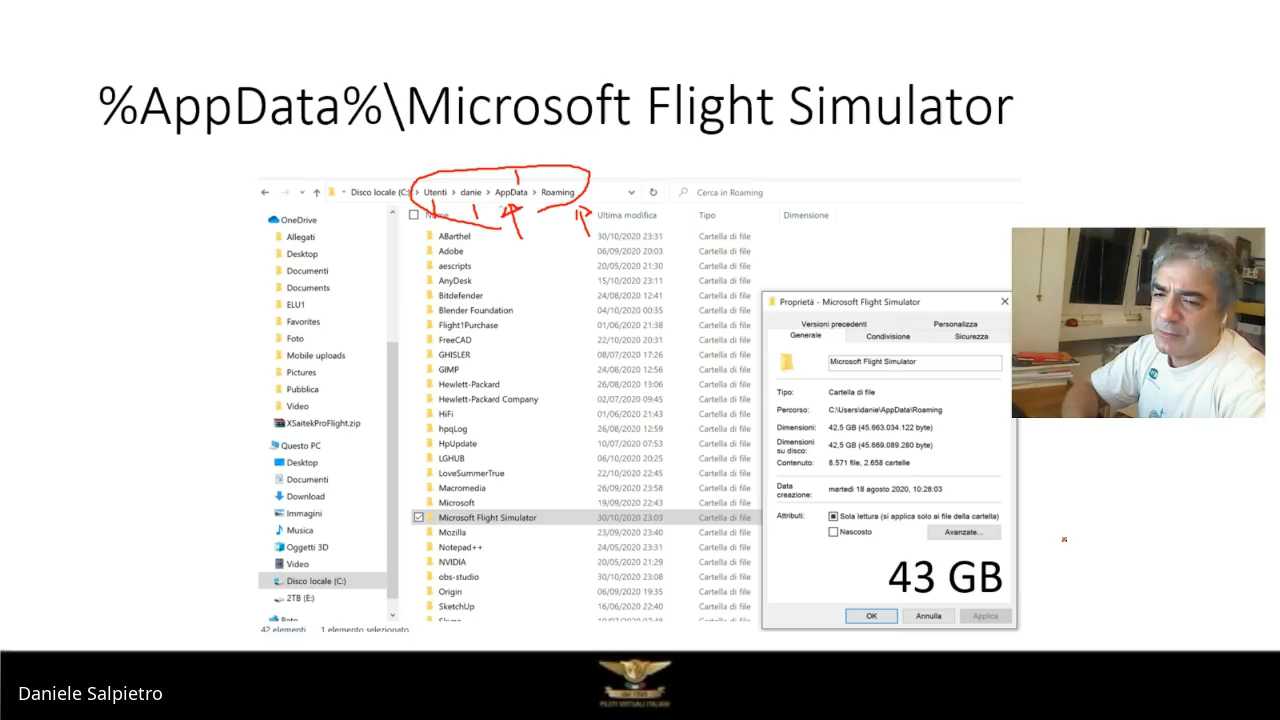 %AppData%\Microsoft Flight Simulator
Disco locale (C:) › Utenti › danie › AppData › Roaming
Cerca in Roaming
Ultima modifica Tipo Dimensione
OneDrive
Allegati
Desktop
Documenti
Documents
ELU1
Favorites
Foto
Mobile uploads
Pictures
Pubblica
Video
XSaitekProFlight.zip
Questo PC
Desktop
Documenti
Download
Immagini
Musica
Oggetti 3D
Video
Disco locale (C:)
2TB (E:)
ABarthel 30/10/2020 23:31 Cartella di file
Adobe 06/09/2020 20:03 Cartella di file
aescripts 20/05/2020 21:30 Cartella di file
AnyDesk 15/10/2020 23:11 Cartella di file
Bitdefender 24/08/2020 12:41 Cartella di file
Blender Foundation 04/10/2020 00:35 Cartella di file
Flight1Purchase 01/06/2020 21:38 Cartella di file
FreeCAD 22/10/2020 20:31 Cartella di file
GHISLER 08/07/2020 17:26 Cartella di file
GIMP 24/08/2020 12:56 Cartella di file
Hewlett-Packard 26/08/2020 13:06 Cartella di file
Hewlett-Packard Company 02/07/2020 09:45 Cartella di file
HiFi 01/06/2020 21:43 Cartella di file
hpqLog 26/08/2020 12:59 Cartella di file
HpUpdate 10/07/2020 07:53 Cartella di file
LGHUB 06/10/2020 20:25 Cartella di file
LoveSummerTrue 22/10/2020 22:45 Cartella di file
Macromedia 26/09/2020 23:58 Cartella di file
Microsoft 19/09/2020 22:43 Cartella di file
Microsoft Flight Simulator 30/10/2020 23:03 Cartella di file
Mozilla 23/09/2020 23:40 Cartella di file
Notepad++ 24/05/2020 23:31 Cartella di file
NVIDIA 20/05/2020 21:29 Cartella di file
obs-studio 30/10/2020 23:08 Cartella di file
Origin 06/09/2020 19:35 Cartella di file
SketchUp 16/06/2020 22:40 Cartella di file
42 elementi 1 elemento selezionato
Proprietà - Microsoft Flight Simulator
Versioni precedenti Personalizza
Generale Condivisione Sicurezza
Microsoft Flight Simulator
Tipo: Cartella di file
Percorso: C:\Users\danie\AppData\Roaming
Dimensioni: 42,5 GB (45.663.034.122 byte)
Dimensioni su disco: 42,5 GB (45.669.089.280 byte)
Contenuto: 8.571 file, 2.658 cartelle
Data creazione: martedì 18 agosto 2020, 10:28:03
Attributi: Sola lettura (si applica solo ai file della cartella)
Nascosto Avanzate...
43 GB
OK Annulla Applica
Daniele Salpietro
PILOTI VIRTUALI ITALIANI